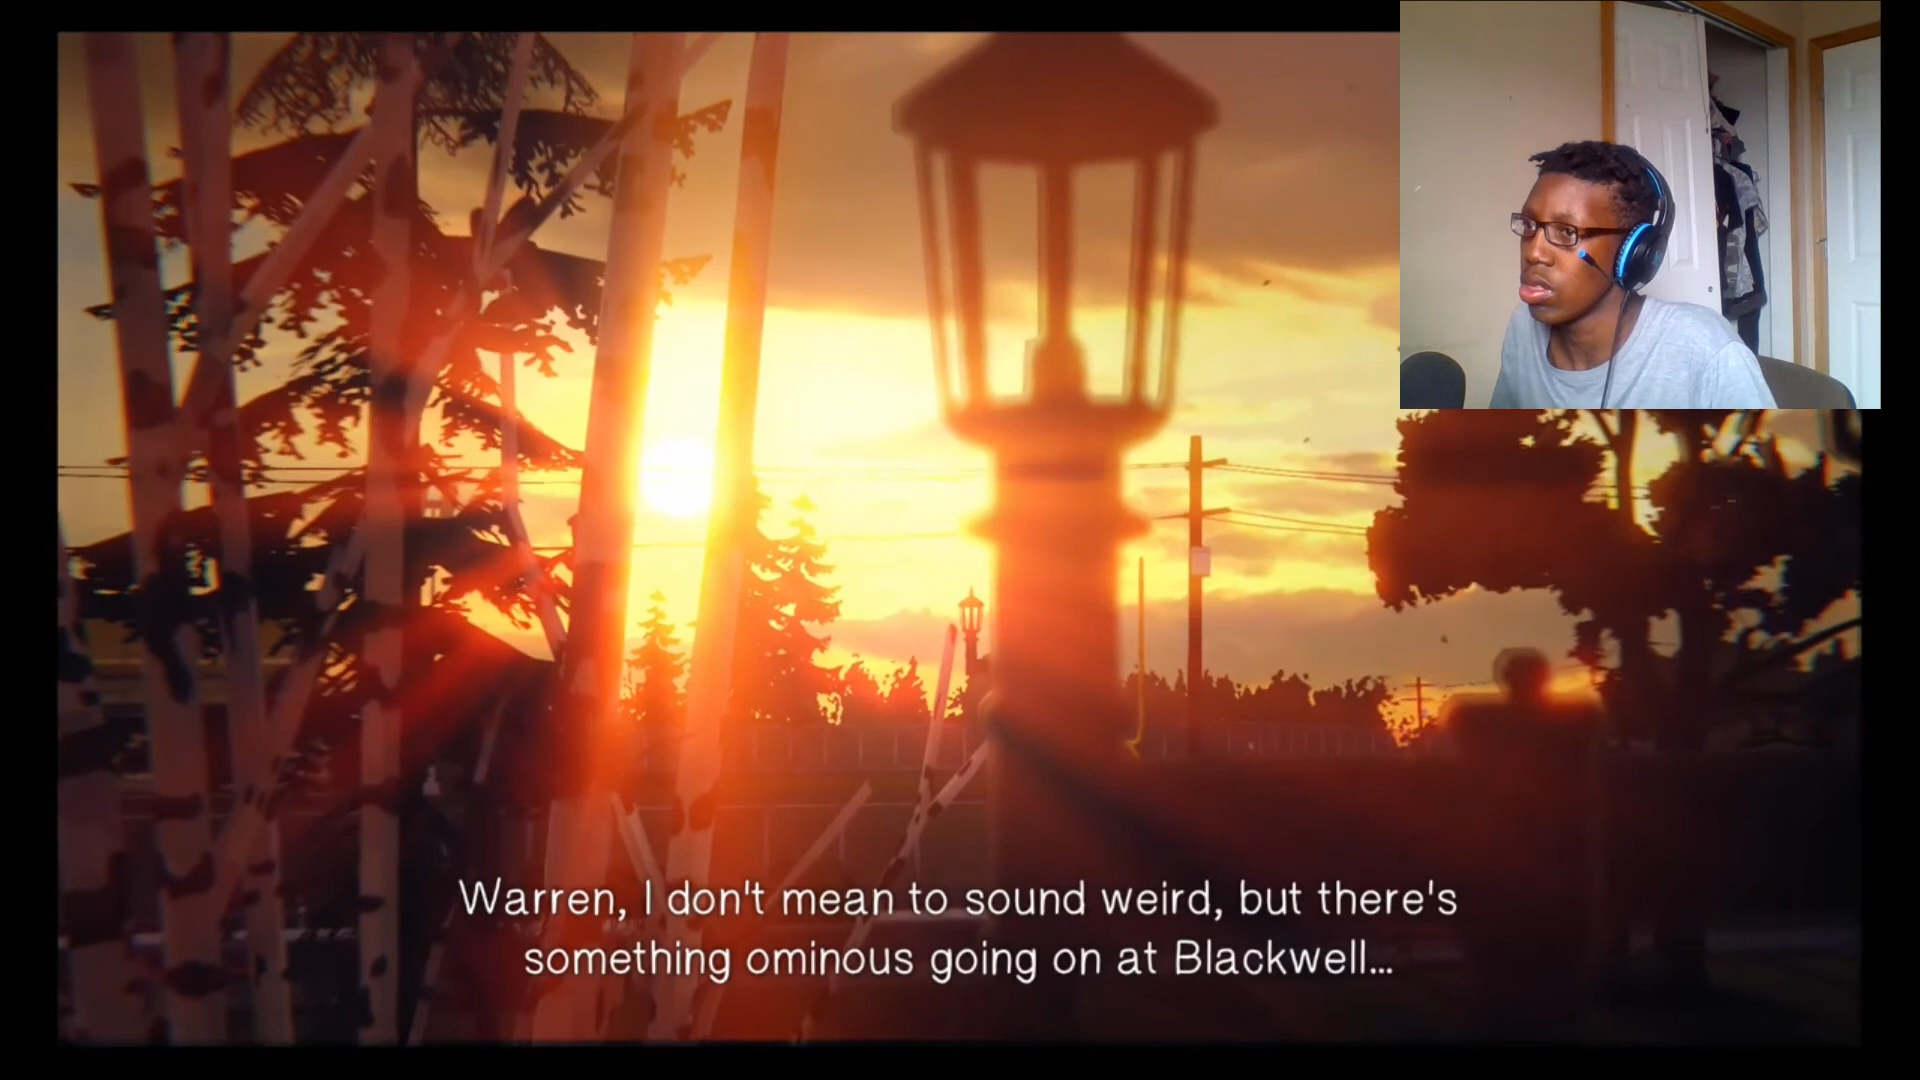 Warren, I don't mean to sound weird, but there's
something ominous going on at Blackwell...